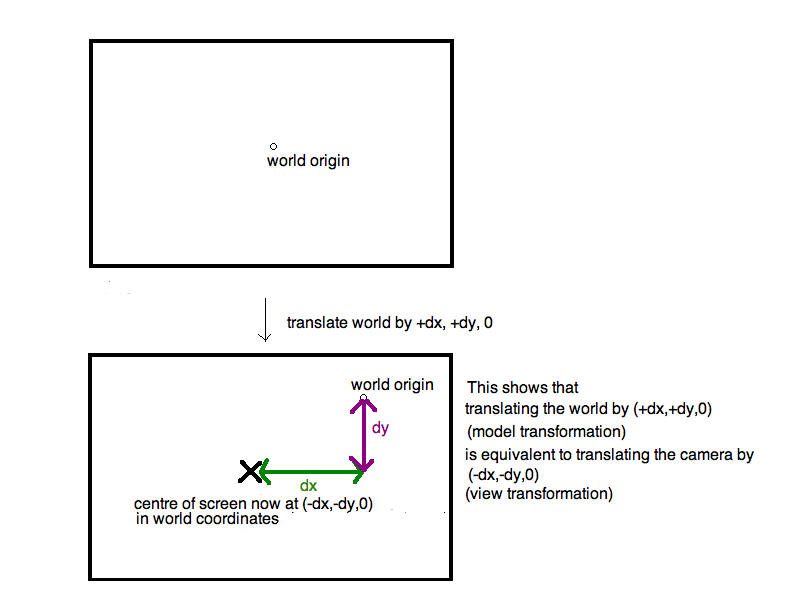 world origin
translate world by +dx, +dy, 0
world origin
dy
dx
centre of screen now at (-dx,-dy,0)
in world coordinates
This shows that
translating the world by (+dx,+dy,0)
(model transformation)
is equivalent to translating the camera by
(-dx,-dy,0)
(view transformation)